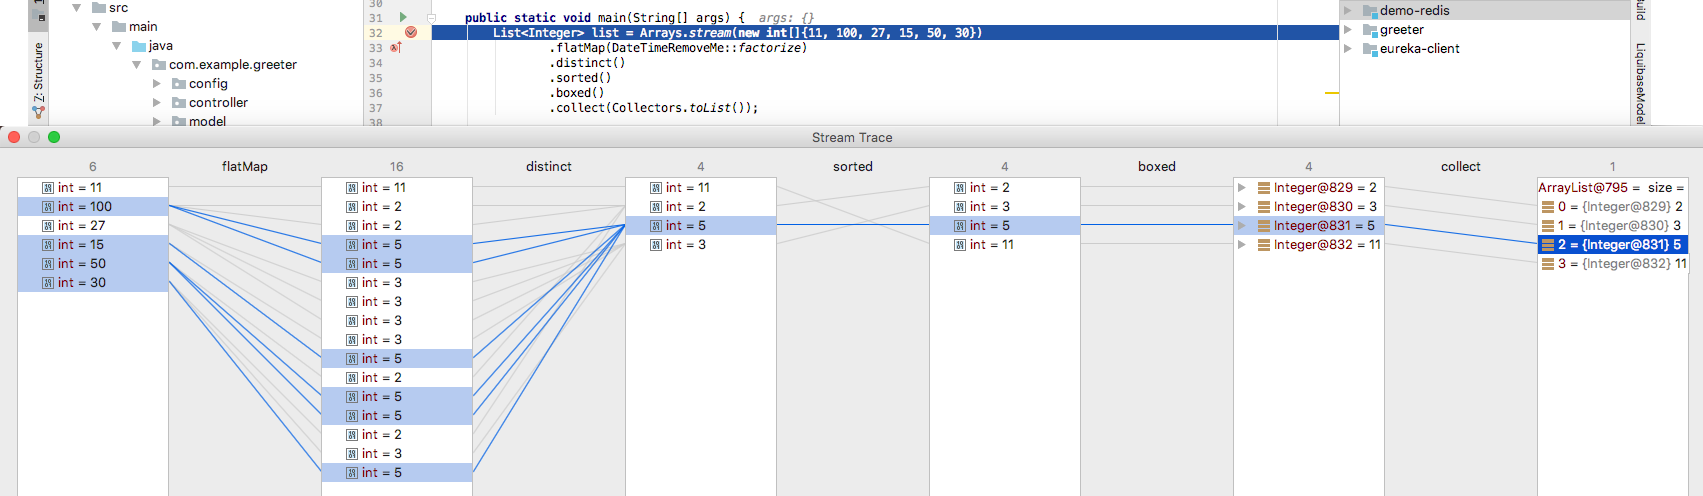 src
main
java
com.example.greeter
config
controller
model
Z: Structure
31 public static void main(String[] args) { args: {}
32 List<Integer> list = Arrays.stream(new int[]{11, 100, 27, 15, 50, 30})
33 .flatMap(DateTimeRemoveMe::factorize)
34 .distinct()
35 .sorted()
36 .boxed()
37 .collect(Collectors.toList());
38
demo-redis
greeter
eureka-client
LiquibaseModel
Stream Trace
6 flatMap 16 distinct 4 sorted 4 boxed 4 collect 1
int = 11
int = 100
int = 27
int = 15
int = 50
int = 30
int = 11
int = 2
int = 2
int = 5
int = 5
int = 3
int = 3
int = 3
int = 3
int = 5
int = 2
int = 5
int = 5
int = 2
int = 3
int = 5
int = 11
int = 2
int = 5
int = 3
int = 2
int = 3
int = 5
int = 11
Integer@829 = 2
Integer@830 = 3
Integer@831 = 5
Integer@832 = 11
ArrayList@795 = size =
0 = {Integer@829} 2
1 = {Integer@830} 3
2 = {Integer@831} 5
3 = {Integer@832} 11